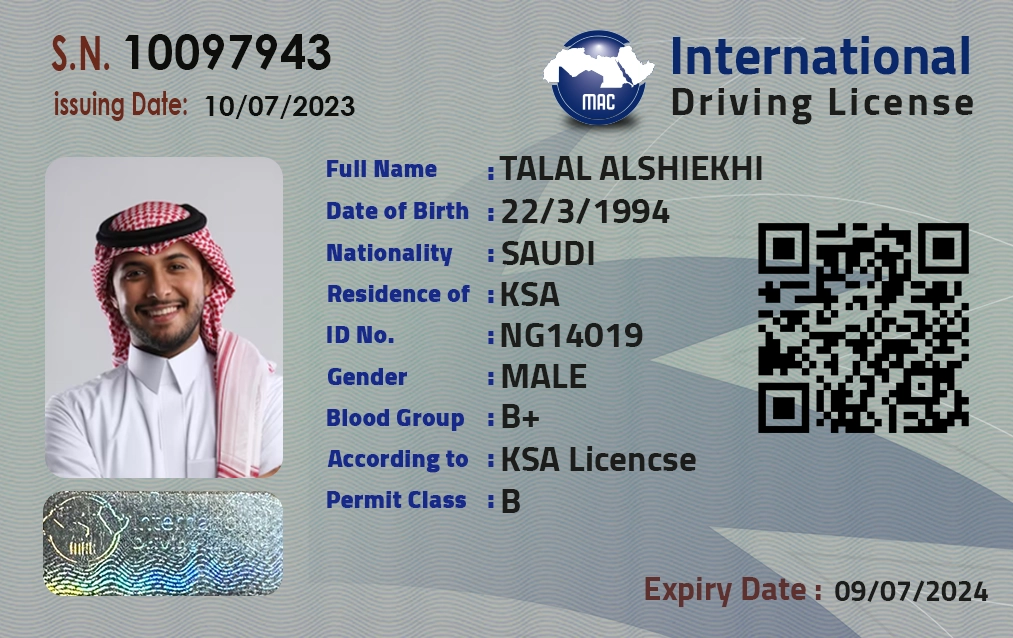 S.N. 10097943
issuing Date: 10/07/2023
MAC
International
Driving License
Full Name : TALAL ALSHIEKHI
Date of Birth : 22/3/1994
Nationality : SAUDI
Residence of : KSA
ID No. : NG14019
Gender : MALE
Blood Group : B+
According to : KSA Licencse
Permit Class : B
International
Expiry Date : 09/07/2024